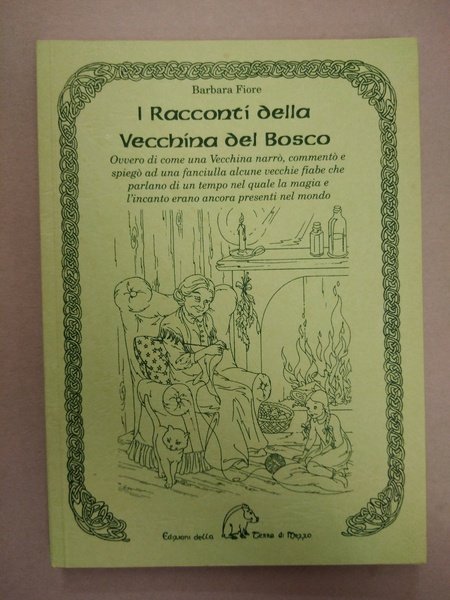 Barbara Fiore
I Racconti della
Vecchina del Bosco
Ovvero di come una Vecchina narrò, commentò e
spiegò ad una fanciulla alcune vecchie fiabe che
parlano di un tempo nel quale la magia e
l'incanto erano ancora presenti nel mondo
Edizioni della Terra di Mezzo